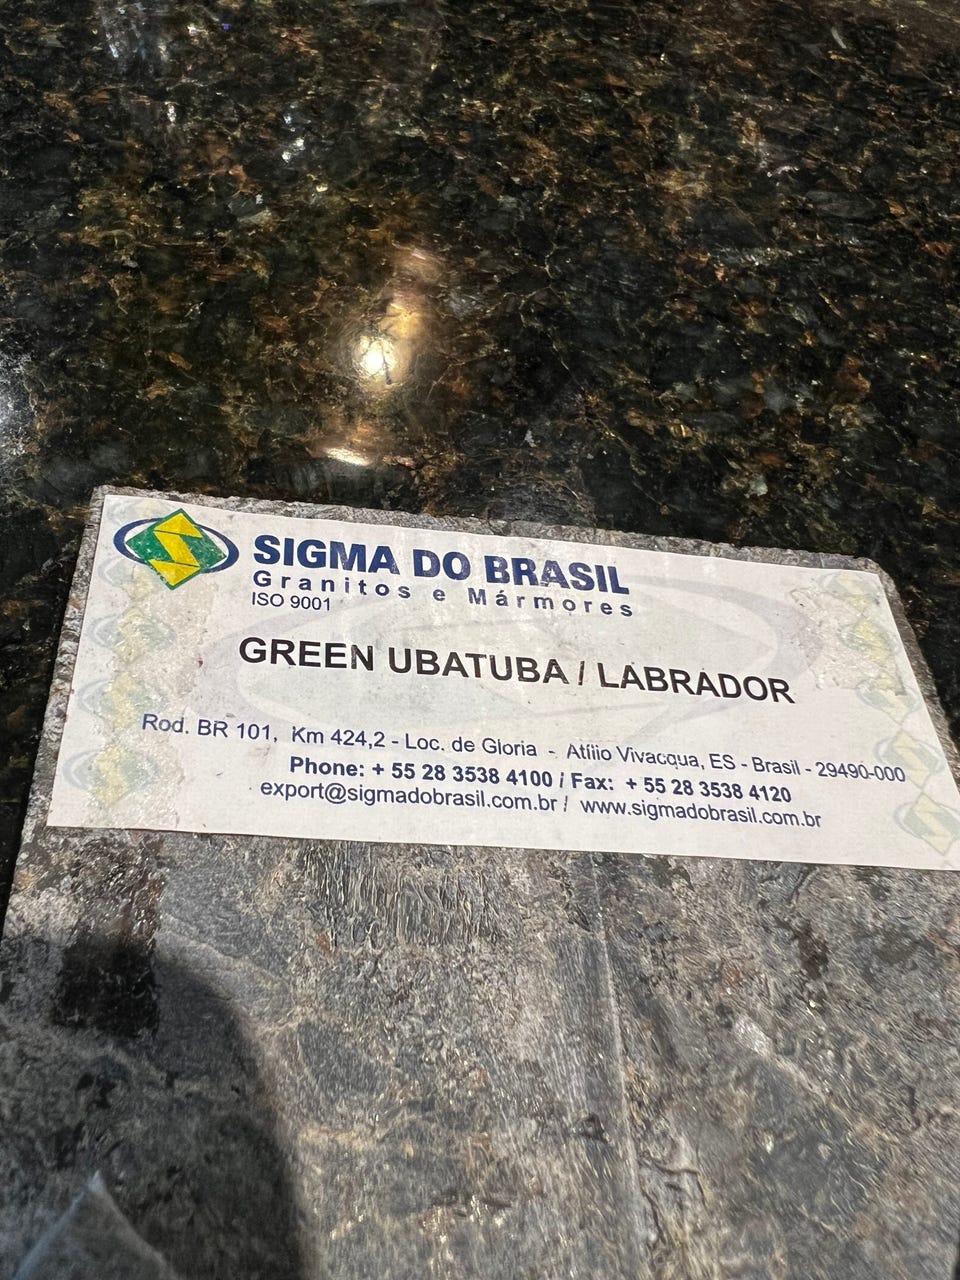 SIGMA DO BRASIL
Granitos e Mármores
ISO 9001
GREEN UBATUBA / LABRADOR
Rod. BR 101, Km 424,2 - Loc. de Gloria - Atílio Vivacqua, ES - Brasil - 29490-000
Phone: + 55 28 3538 4100 / Fax: + 55 28 3538 4120
export@sigmadobrasil.com.br / www.sigmadobrasil.com.br